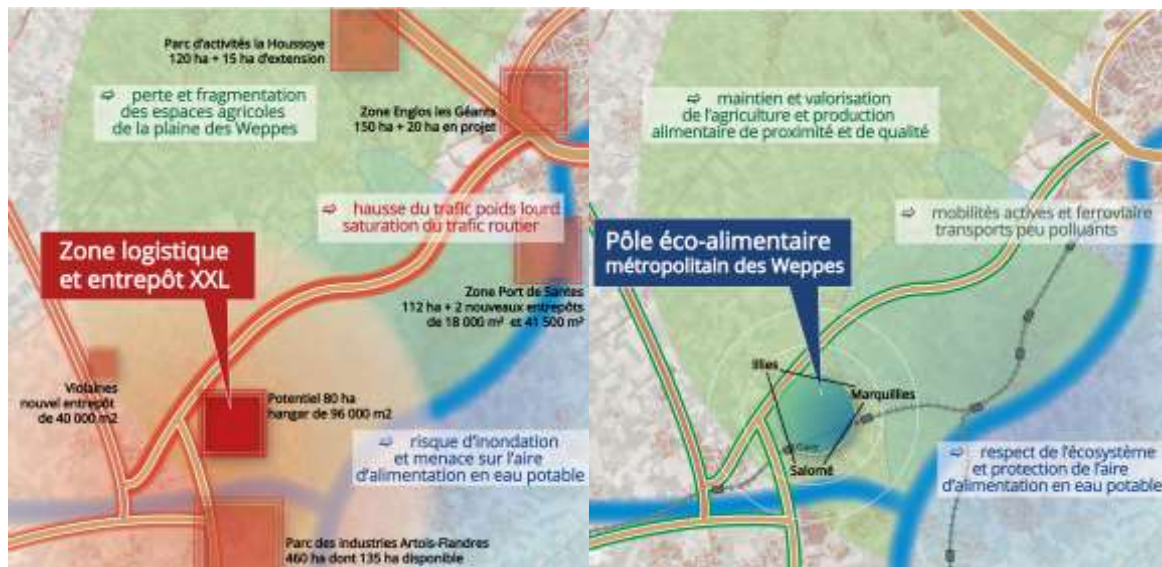 Parc d'activités la Houssoye
120 ha + 15 ha d'extension
⇨ perte et fragmentation
des espaces agricoles
de la plaine des Weppes
Zone Englos les Géants
150 ha + 20 ha en projet
⇨ hausse du trafic poids lourd
saturation du trafic routier
Zone logistique
et entrepôt XXL
Zone Port de Santes
112 ha + 2 nouveaux entrepôts
de 18 000 m² et 41 500 m²
Violaines
nouvel entrepôt
de 40 000 m2
Potentiel 80 ha
hangar de 96 000 m2
⇨ risque d'inondation
et menace sur l'aire
d'alimentation en eau potable
Parc des industries Artois-Flandres
460 ha dont 135 ha disponible
⇨ maintien et valorisation
de l'agriculture et production
alimentaire de proximité et de qualité
⇨ mobilités actives et ferroviaire
transports peu polluants
Pôle éco-alimentaire
métropolitain des Weppes
Illies
Marquillies
Gare
Salomé
⇨ respect de l'écosystème
et protection de l'aire
d'alimentation en eau potable